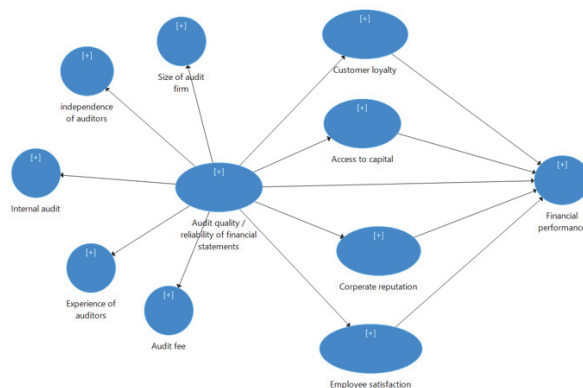 [+]
Size of audit
firm
[+]
Customer loyalty
[+]
independence
of auditors
[+]
Access to capital
[+]
Internal audit
[+]
Audit quality /
reliability of financial
statements
[+]
Financial
performance
[+]
Corperate reputation
[+]
Experience of
auditors
[+]
Audit fee
[+]
Employee satisfaction